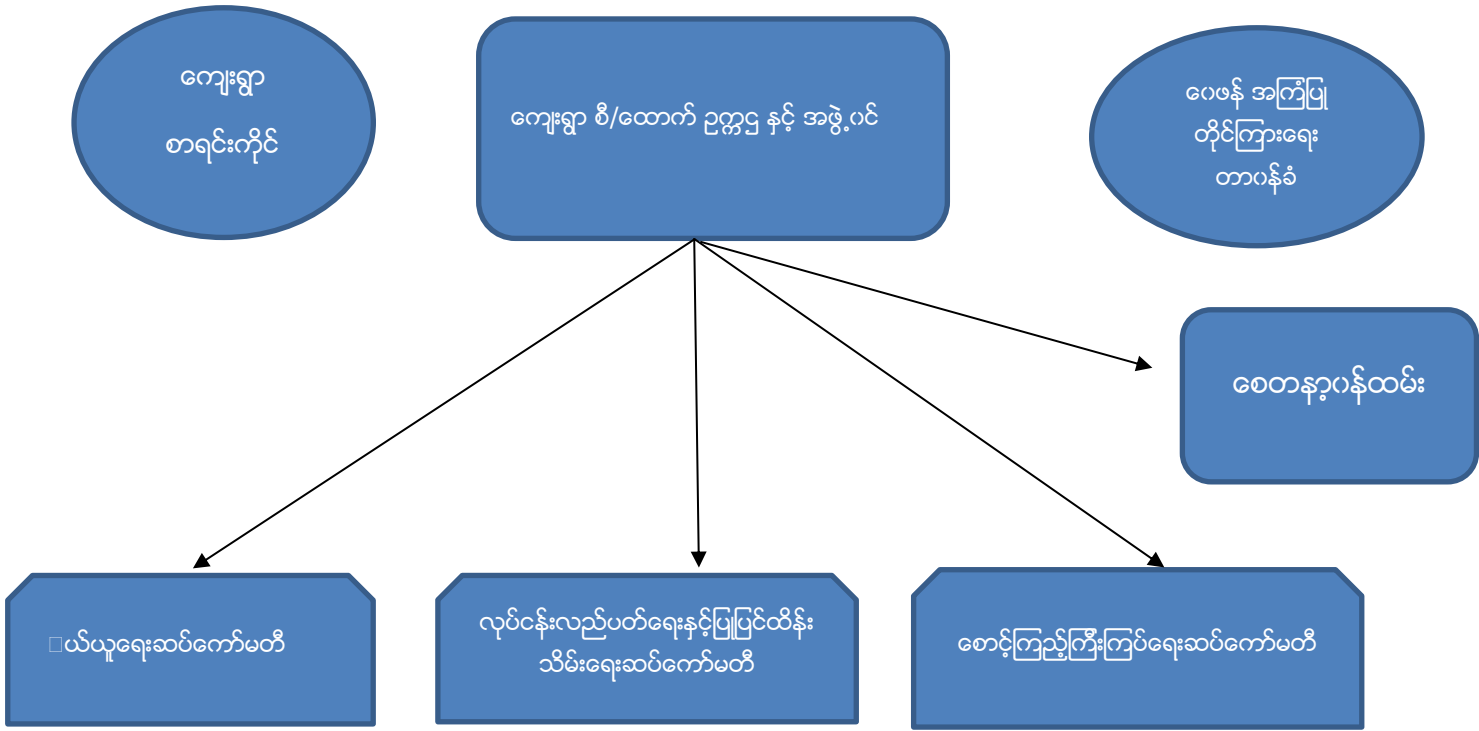 ကျေးရွာ
စာရင်းကိုင်
ကျေးရွာ စီ/ထောက် ဥက္ကဌ နှင့် အဖွဲ့ဝင်
ဝေဖန် အကြံပြု
တိုင်ကြားရေး
တာဝန်ခံ
စေတနာ့ဝန်ထမ်း
ယ်ယူရေးဆပ်ကော်မတီ
လုပ်ငန်းလည်ပတ်ရေးနှင့်ပြုပြင်ထိန်း
သိမ်းရေးဆပ်ကော်မတီ
စောင့်ကြည့်ကြီးကြပ်ရေးဆပ်ကော်မတီ